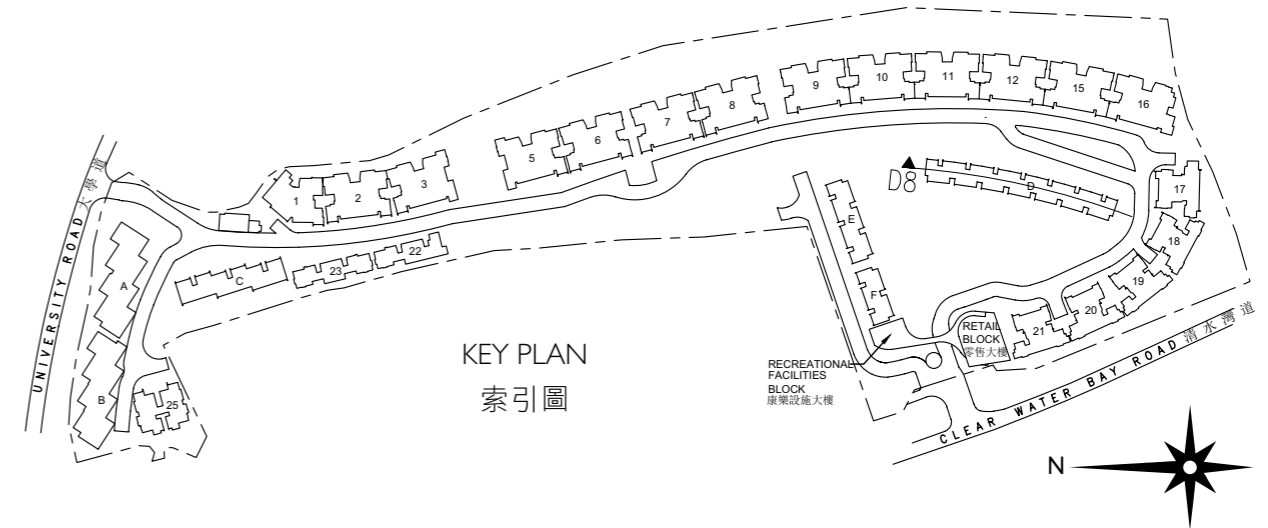 9
10
11
12
15
16
8
7
6
5
3
2
1
17
18
19
20
21
D
D8
E
F
22
23
C
A
B
25
UNIVERSITY ROAD 大學道
KEY PLAN
索引圖
RETAIL
BLOCK
零售大樓
RECREATIONAL
FACILITIES
BLOCK
康樂設施大樓
CLEAR WATER BAY ROAD 清水灣道
N